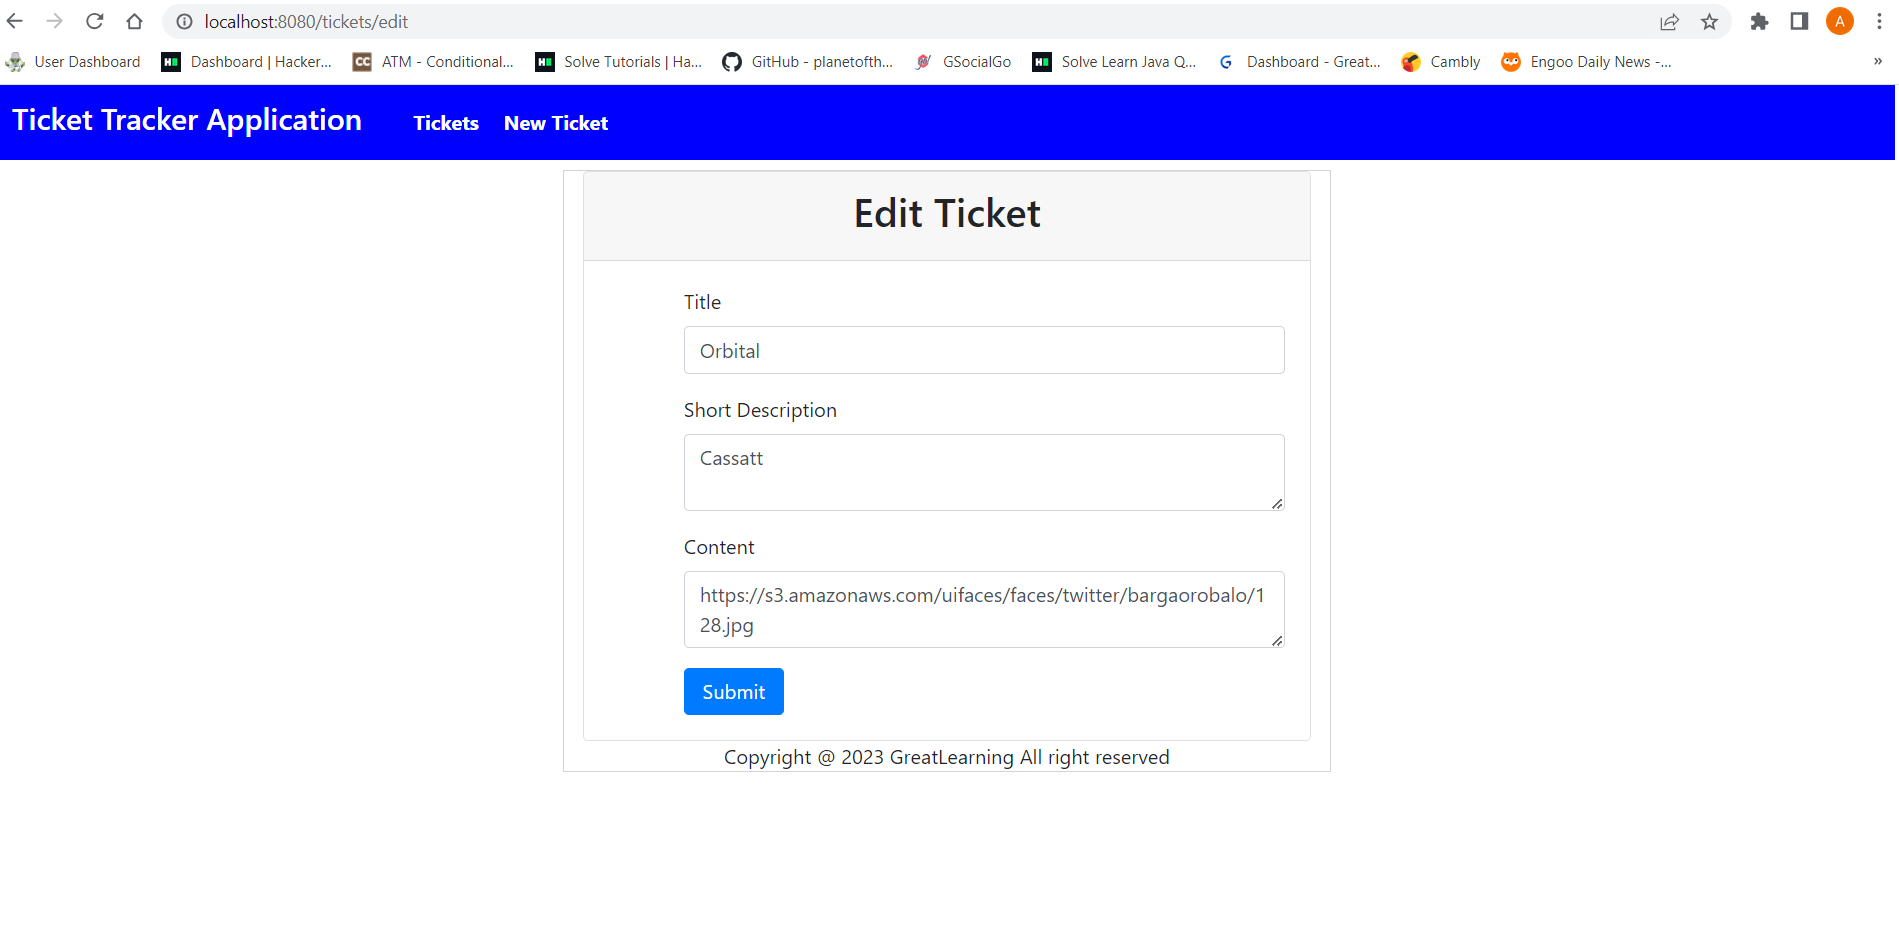 localhost:8080/tickets/edit
A
User Dashboard Dashboard | Hacker... CC ATM - Conditional... Solve Tutorials | Ha... GitHub - planetofth... GSocialGo Solve Learn Java Q... G Dashboard - Great... Cambly Engoo Daily News -... »
Ticket Tracker Application Tickets New Ticket
Edit Ticket
Title
Orbital
Short Description
Cassatt
Content
https://s3.amazonaws.com/uifaces/faces/twitter/bargaorobalo/1
28.jpg
Submit
Copyright @ 2023 GreatLearning All right reserved